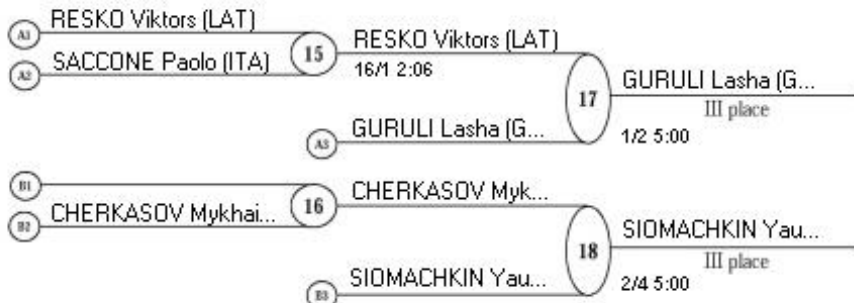 RESKO Viktors (LAT)
A1
SACCONE Paolo (ITA)
A2
15
RESKO Viktors (LAT)
16/1 2:06
GURULI Lasha (G...
A3
17
GURULI Lasha (G...
III place
1/2 5:00
B1
CHERKASOV Mykhai...
B2
16
CHERKASOV Myk...
SIOMACHKIN Yau...
B3
18
SIOMACHKIN Yau...
III place
2/4 5:00